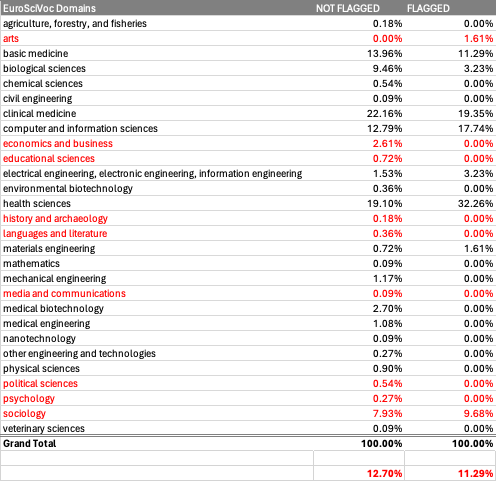 EuroSciVoc Domains NOT FLAGGED FLAGGED
agriculture, forestry, and fisheries 0.18% 0.00%
arts 0.00% 1.61%
basic medicine 13.96% 11.29%
biological sciences 9.46% 3.23%
chemical sciences 0.54% 0.00%
civil engineering 0.09% 0.00%
clinical medicine 22.16% 19.35%
computer and information sciences 12.79% 17.74%
economics and business 2.61% 0.00%
educational sciences 0.72% 0.00%
electrical engineering, electronic engineering, information engineering 1.53% 3.23%
environmental biotechnology 0.36% 0.00%
health sciences 19.10% 32.26%
history and archaeology 0.18% 0.00%
languages and literature 0.36% 0.00%
materials engineering 0.72% 1.61%
mathematics 0.09% 0.00%
mechanical engineering 1.17% 0.00%
media and communications 0.09% 0.00%
medical biotechnology 2.70% 0.00%
medical engineering 1.08% 0.00%
nanotechnology 0.09% 0.00%
other engineering and technologies 0.27% 0.00%
physical sciences 0.90% 0.00%
political sciences 0.54% 0.00%
psychology 0.27% 0.00%
sociology 7.93% 9.68%
veterinary sciences 0.09% 0.00%
Grand Total 100.00% 100.00%
12.70% 11.29%